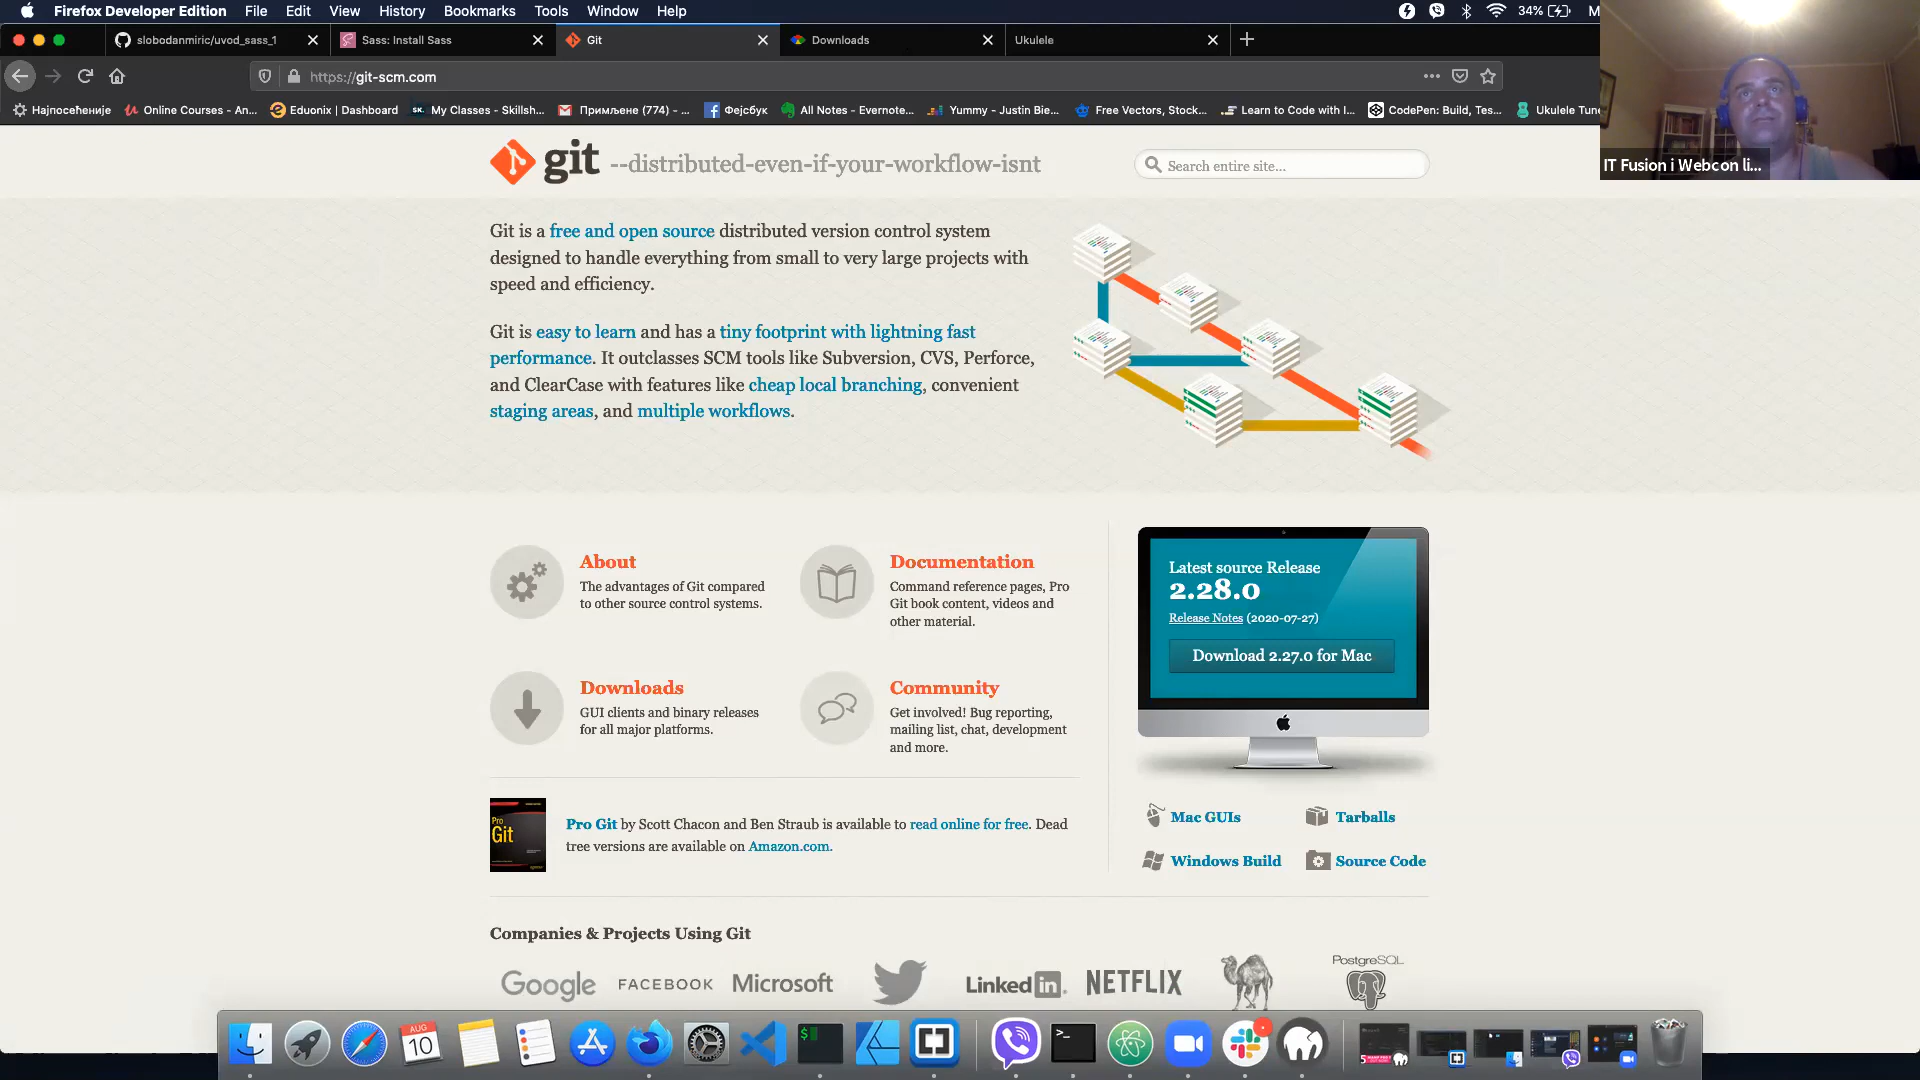 Firefox Developer Edition File Edit View History Bookmarks Tools Window Help 34% M
slobodanmiric/uvod_sass_1 Sass: Install Sass Git Downloads Ukulele
https://git-scm.com
Најпосећеније Online Courses - An... Eduonix | Dashboard SK. My Classes - Skillsh... Примљене (774) - ... Фејсбук All Notes - Evernote... Yummy - Justin Bie... Free Vectors, Stock... Learn to Code with I... CodePen: Build, Tes... Ukulele Tune
IT Fusion i Webcon li...
git --distributed-even-if-your-workflow-isnt
Search entire site...
Git is a free and open source distributed version control system
designed to handle everything from small to very large projects with
speed and efficiency.
Git is easy to learn and has a tiny footprint with lightning fast
performance. It outclasses SCM tools like Subversion, CVS, Perforce,
and ClearCase with features like cheap local branching, convenient
staging areas, and multiple workflows.
About
The advantages of Git compared
to other source control systems.
Documentation
Command reference pages, Pro
Git book content, videos and
other material.
Downloads
GUI clients and binary releases
for all major platforms.
Community
Get involved! Bug reporting,
mailing list, chat, development
and more.
Latest source Release
2.28.0
Release Notes (2020-07-27)
Download 2.27.0 for Mac
Mac GUIs Tarballs
Windows Build Source Code
Pro
Git
Pro Git by Scott Chacon and Ben Straub is available to read online for free. Dead
tree versions are available on Amazon.com.
Companies & Projects Using Git
Google FACEBOOK Microsoft LinkedIn NETFLIX PostgreSQL
AUG
10